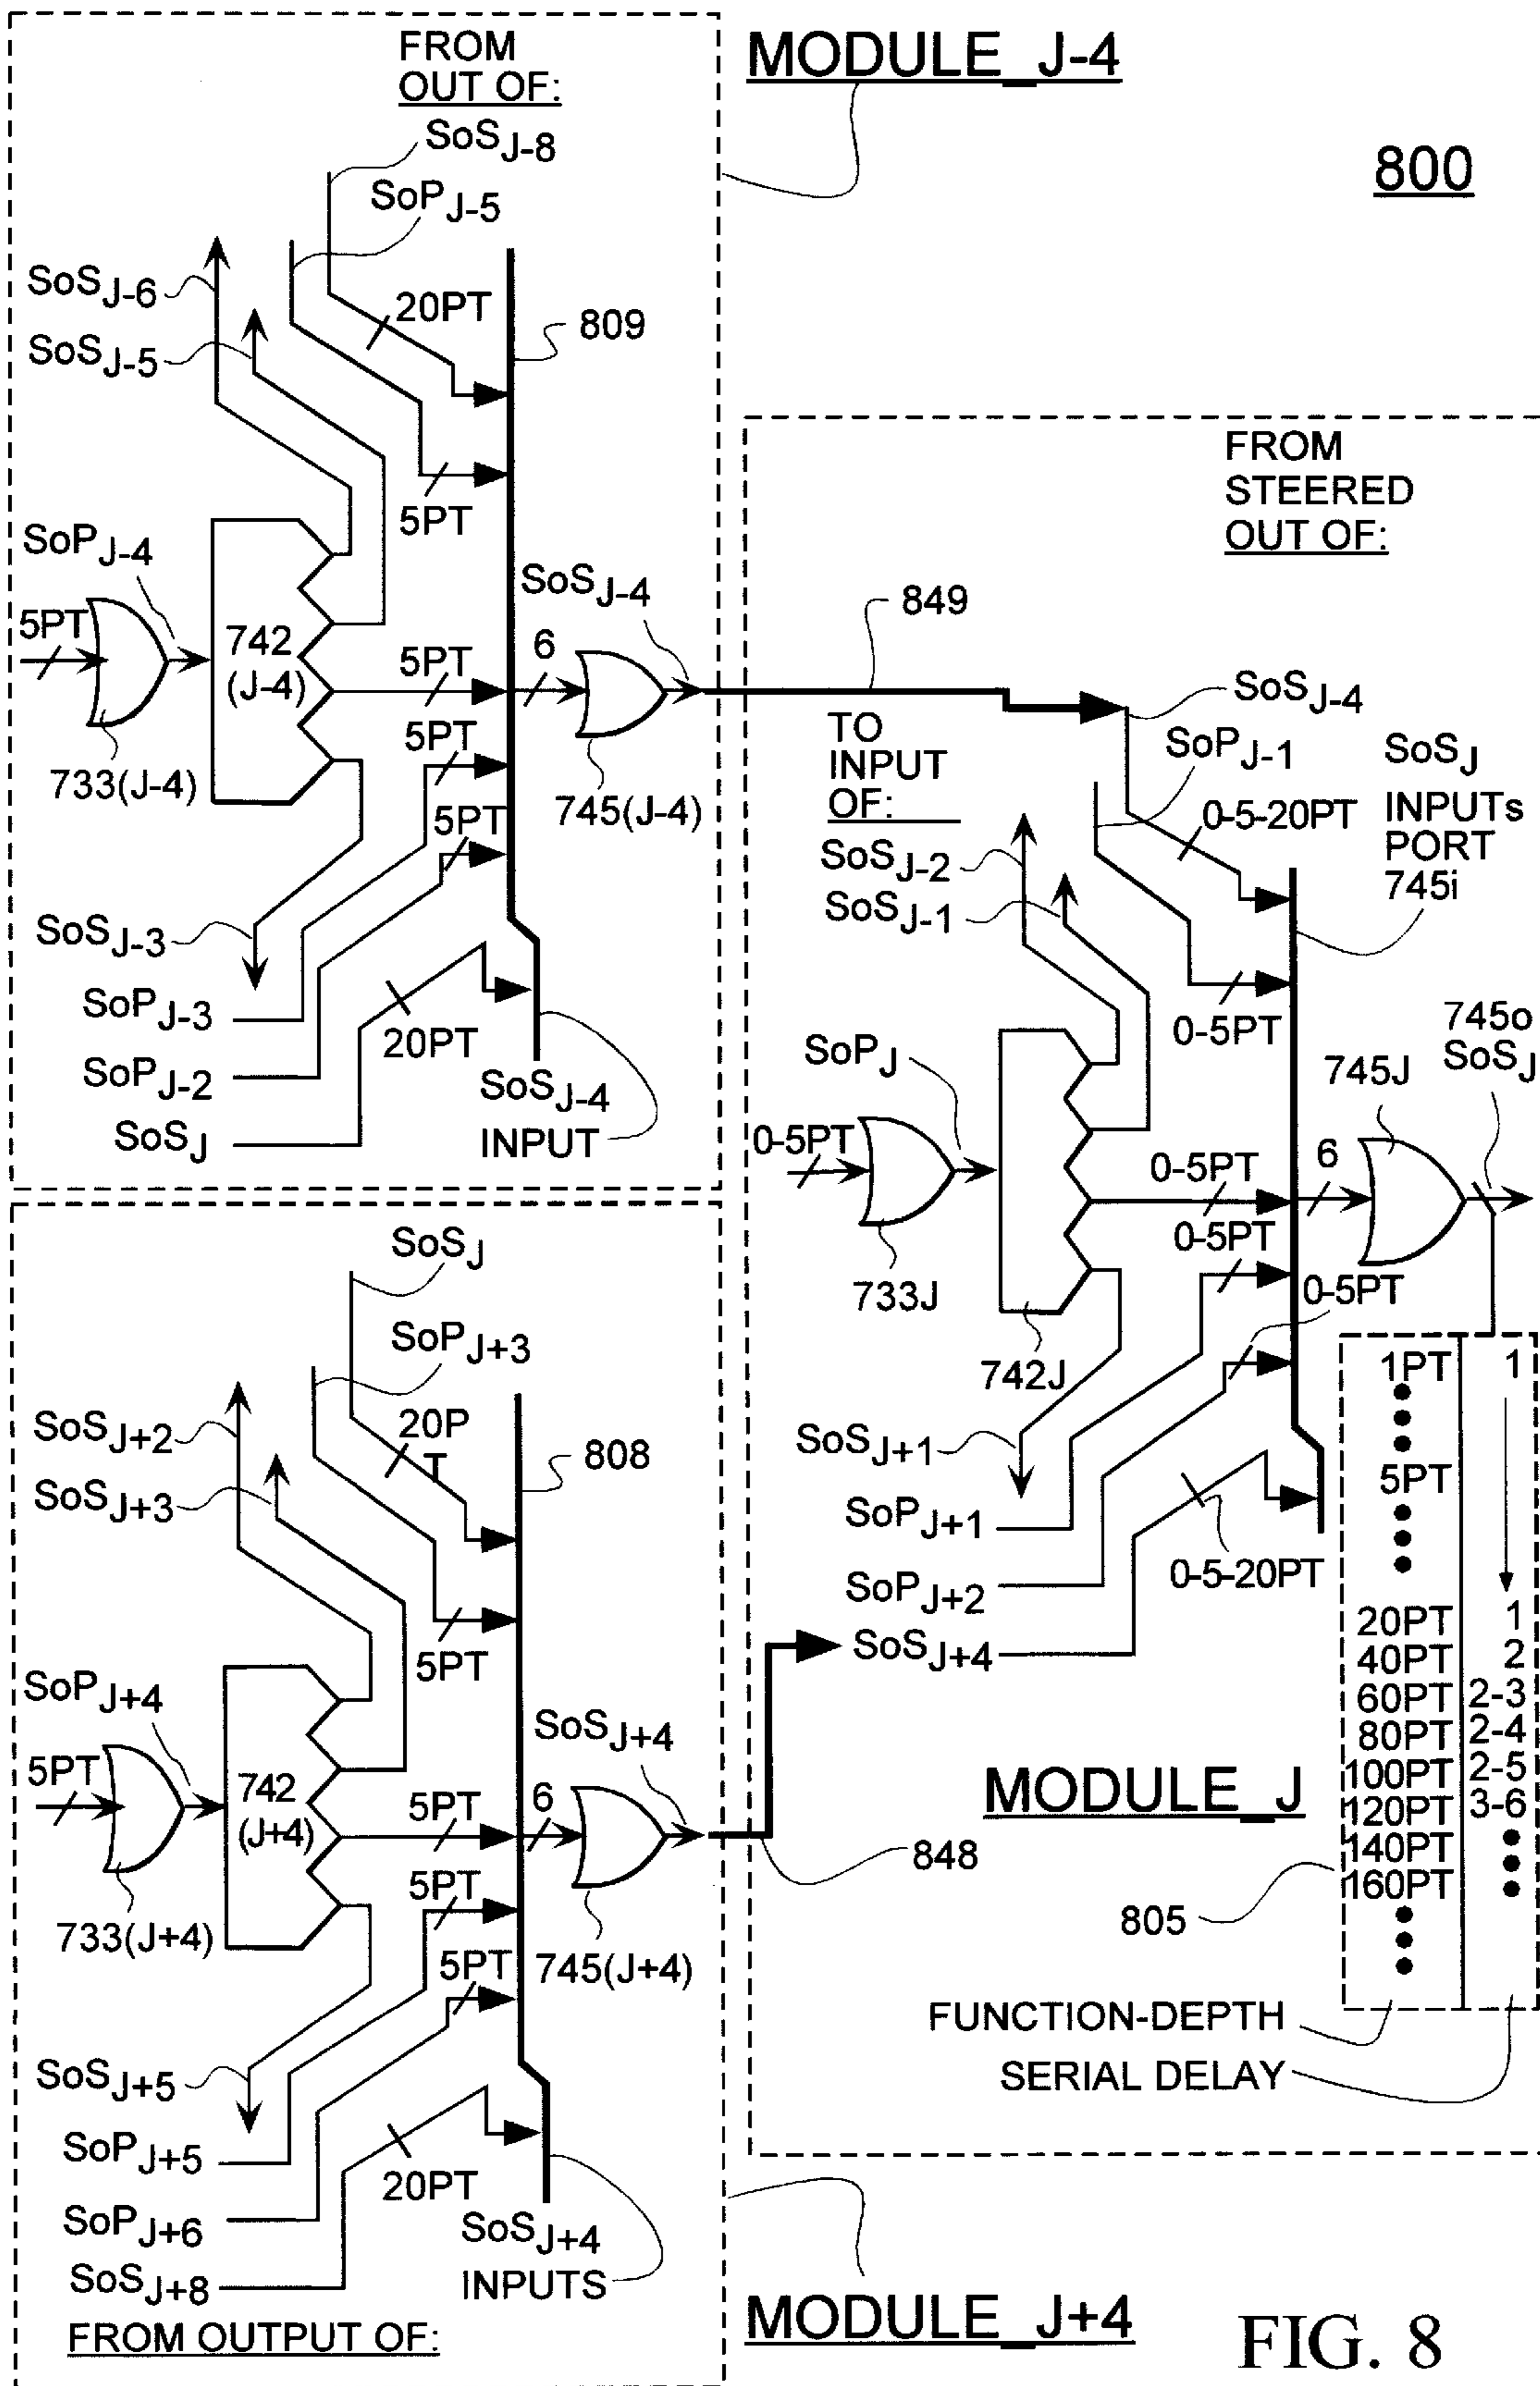 FROM
OUT OF:
MODULE_J-4
800
SoS J-8
SoP J-5
SoS J-6
20PT
809
SoS J-5
5PT
SoP J-4
SoS J-4
5PT
742
(J-4)
5PT
6
733(J-4)
5PT
745(J-4)
5PT
SoS J-3
SoP J-3
20PT
SoP J-2
SoS J-4
SoS J
INPUT
FROM
STEERED
OUT OF:
849
SoS J-4
TO
INPUT
OF:
SoP J-1
SoS J
INPUTs
PORT
745i
0-5-20PT
SoS J-2
SoS J-1
0-5PT
745o
SoS J
SoP J
745J
0-5PT
0-5PT
6
0-5PT
733J
0-5PT
742J
SoS J+1
SoP J+1
0-5-20PT
SoP J+2
SoS J+4
1PT 1
5PT
20PT 1
40PT 2
60PT 2-3
80PT 2-4
100PT 2-5
120PT 3-6
140PT
160PT
MODULE_J
848
805
FUNCTION-DEPTH
SERIAL DELAY
SoS J
SoP J+3
SoS J+2
20P
T
808
SoS J+3
5PT
SoP J+4
SoS J+4
5PT
742
(J+4)
5PT
6
5PT
733(J+4)
5PT
745(J+4)
SoS J+5
SoP J+5
20PT
SoP J+6
SoS J+4
SoS J+8
INPUTS
FROM OUTPUT OF:
MODULE_J+4
FIG. 8